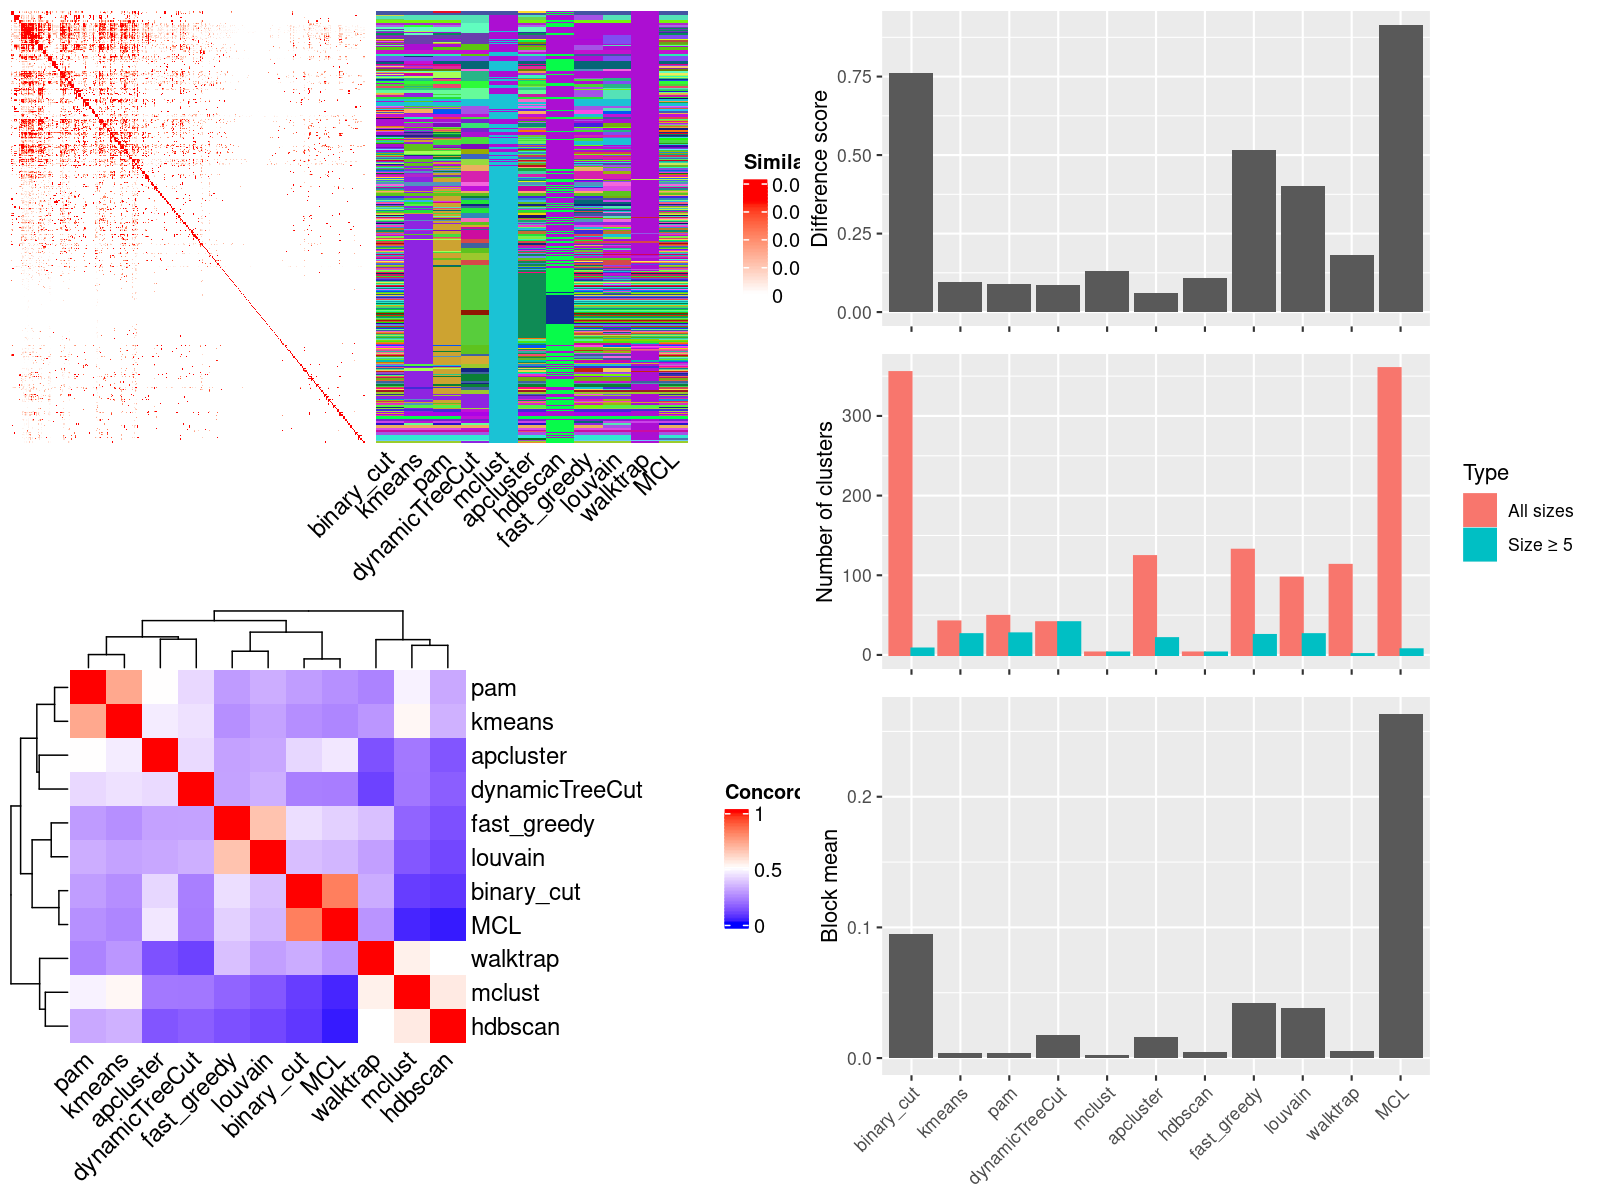 Simila
0.0
0.0
0.0
0.0
0
binary_cut
kmeans
pam
dynamicTreeCut
mclust
apcluster
hdbscan
fast_greedy
louvain
walktrap
MCL
pam
kmeans
apcluster
dynamicTreeCut
fast_greedy
louvain
binary_cut
MCL
walktrap
mclust
hdbscan
pam
kmeans
apcluster
dynamicTreeCut
fast_greedy
louvain
binary_cut
MCL
walktrap
mclust
hdbscan
Concord
1
0.5
0
Difference score
0.75
0.50
0.25
0.00
Number of clusters
300
200
100
0
Type
All sizes
Size ≥ 5
Block mean
0.2
0.1
0.0
binary_cut
kmeans
pam
dynamicTreeCut
mclust
apcluster
hdbscan
fast_greedy
louvain
walktrap
MCL